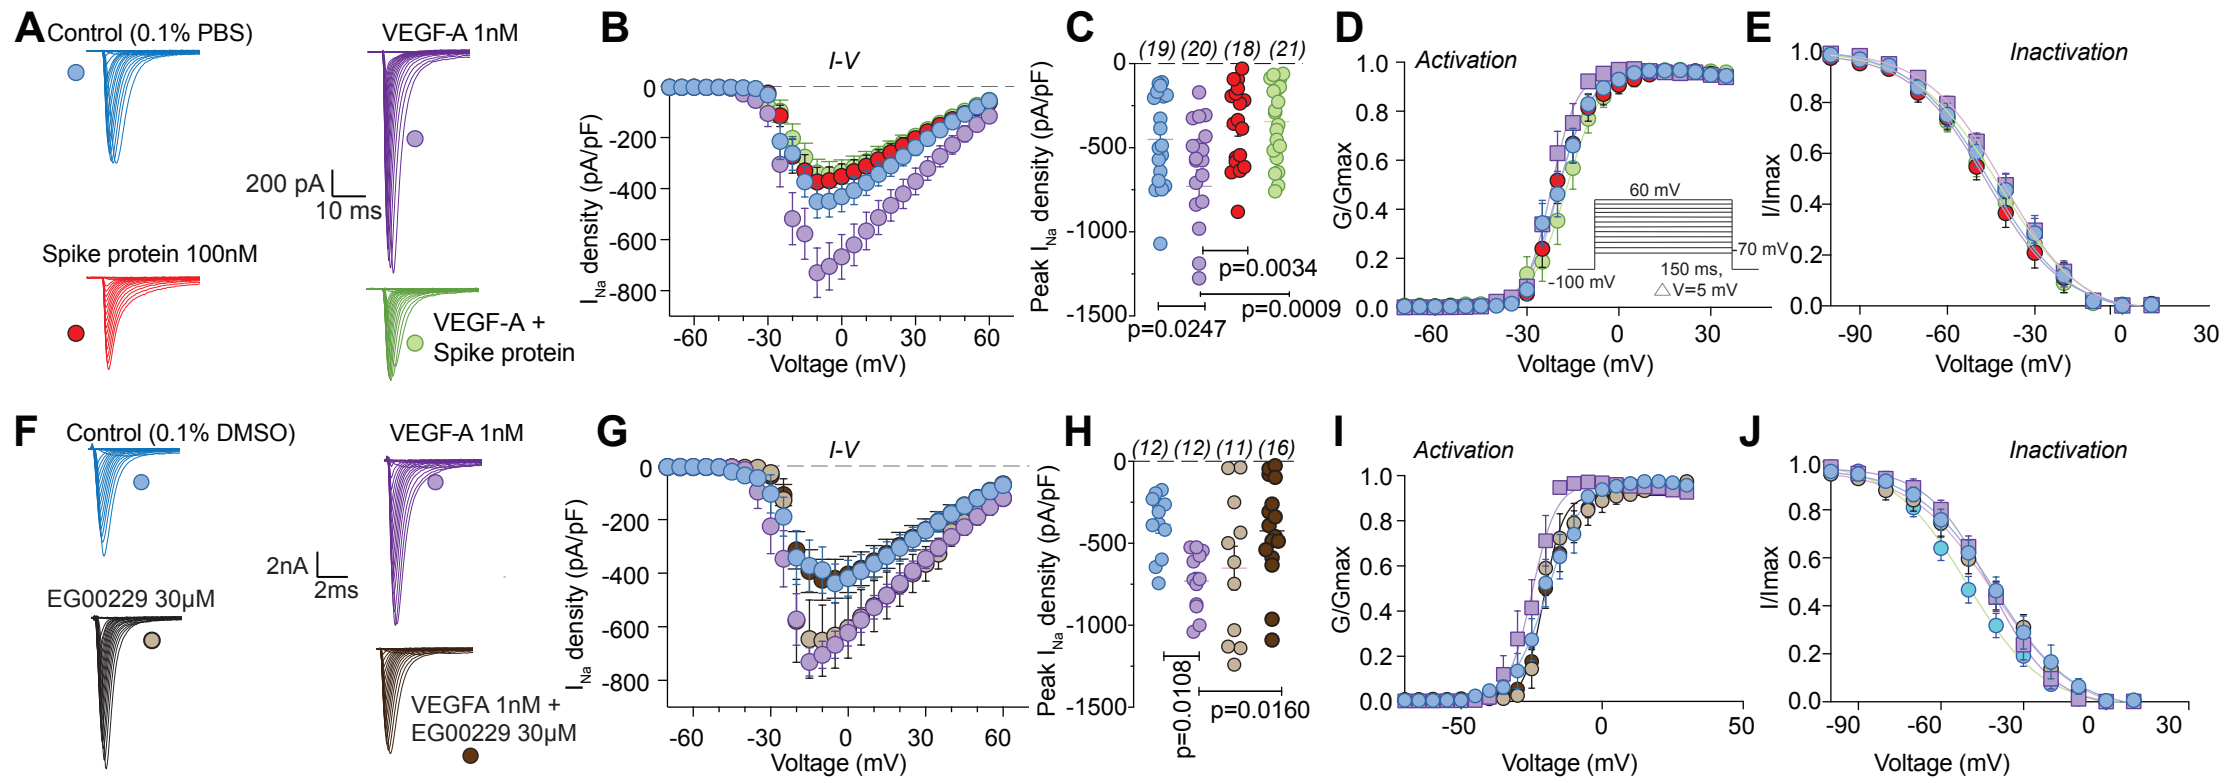 A
Control (0.1% PBS)
VEGF-A 1nM
200 pA
10 ms
Spike protein 100nM
VEGF-A +
Spike protein
B
I-V
0
-200
-400
-600
-800
INa density (pA/pF)
-60 -30 0 30 60
Voltage (mV)
C
(19) (20) (18) (21)
0
-500
-1000
-1500
Peak INa density (pA/pF)
p=0.0034
p=0.0009
p=0.0247
D
Activation
1.0
0.8
0.6
0.4
0.2
0.0
G/Gmax
60 mV
-70 mV
-100 mV
150 ms,
△V=5 mV
-60 -30 0 30
Voltage (mV)
E
Inactivation
1.0
0.8
0.6
0.4
0.2
0.0
I/Imax
-90 -60 -30 0 30
Voltage (mV)
F
Control (0.1% DMSO)
VEGF-A 1nM
2nA
2ms
EG00229 30µM
VEGFA 1nM +
EG00229 30µM
G
I-V
0
-200
-400
-600
-800
INa density (pA/pF)
-60 -30 0 30 60
Voltage (mV)
H
(12) (12) (11) (16)
0
-500
-1000
-1500
Peak INa density (pA/pF)
p=0.0108
p=0.0160
I
Activation
1.0
0.8
0.6
0.4
0.2
0.0
G/Gmax
-50 0 50
Voltage (mV)
J
Inactivation
1.0
0.8
0.6
0.4
0.2
0.0
I/Imax
-90 -60 -30 0 30
Voltage (mV)